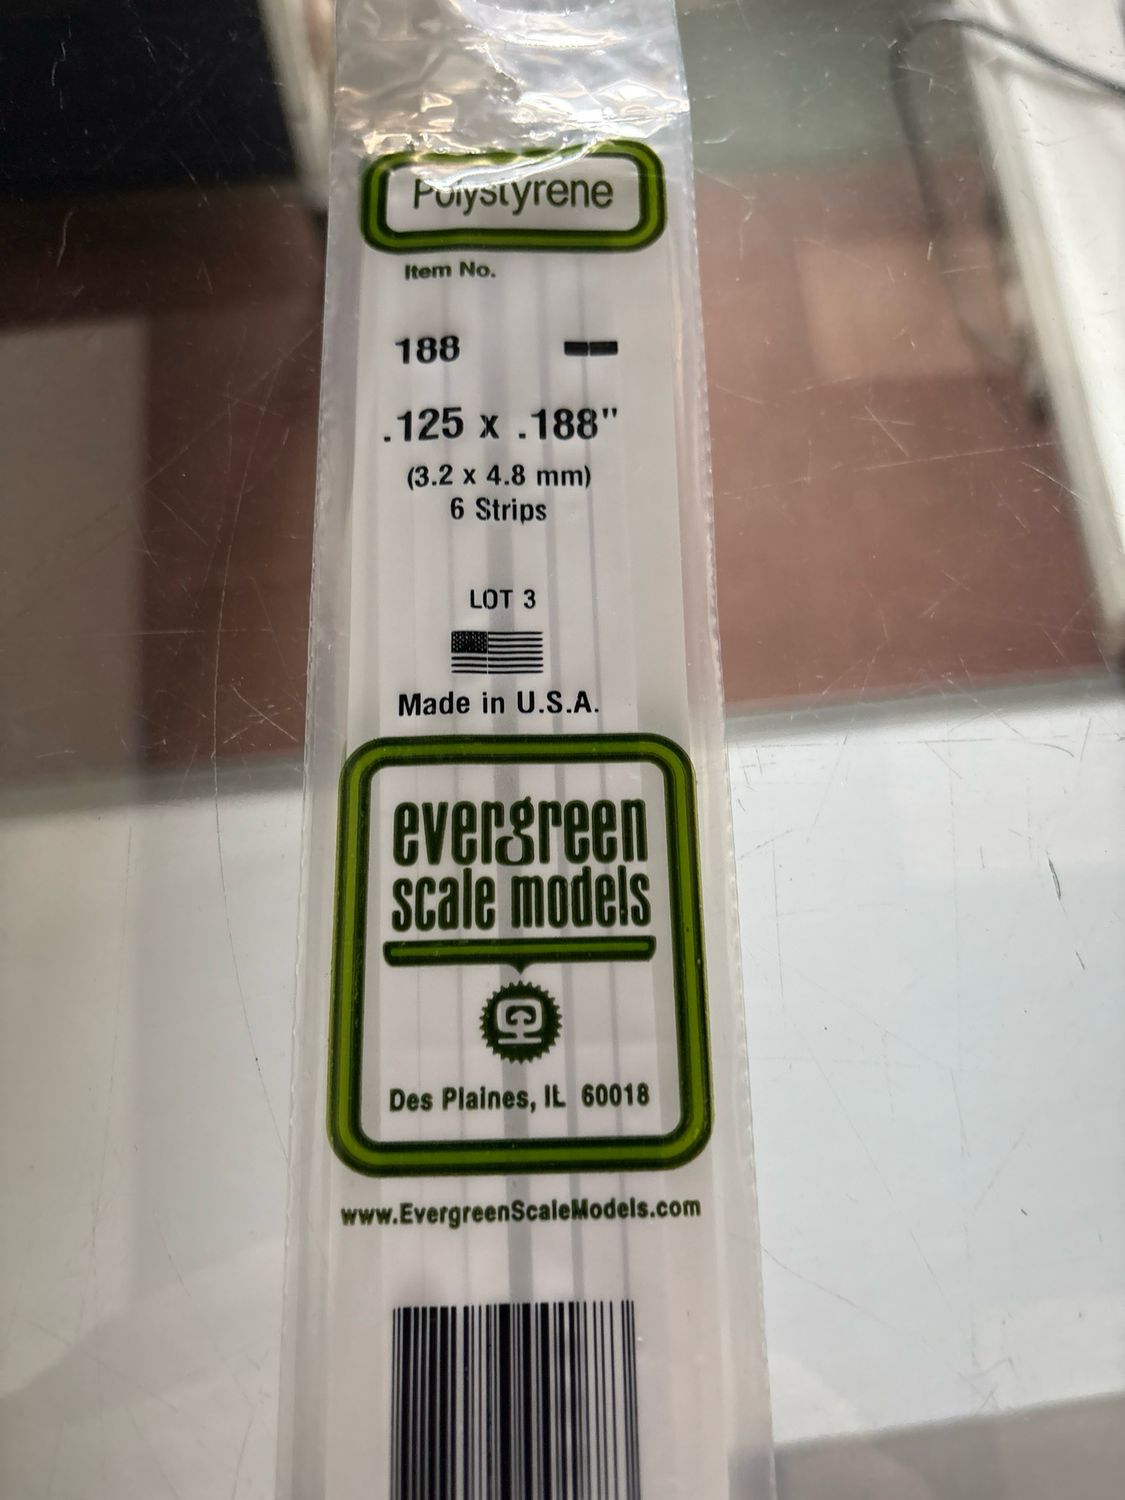 Polystyrene
Item No.
188
.125 x .188"
(3.2 x 4.8 mm)
6 Strips
LOT 3
Made in U.S.A.
evergreen
scale models
Des Plaines, IL 60018
www.EvergreenScaleModels.com